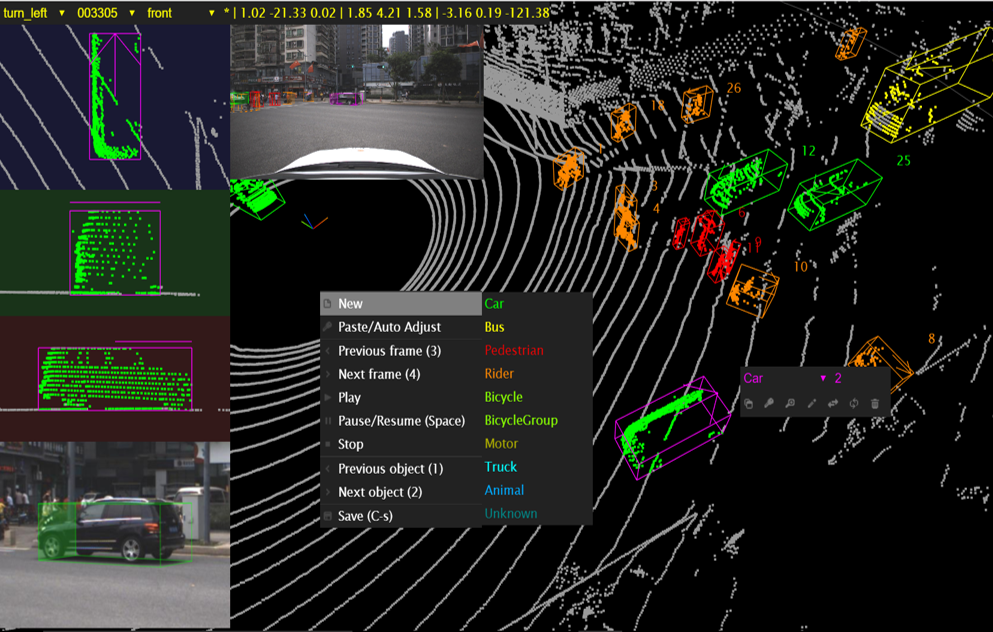 turn_left ▾ 003305 ▾ front ▾ * | 1.02 -21.33 0.02 | 1.85 4.21 1.58 | -3.16 0.19 -121.38
26
18
1
12
25
3
4
6
19
10
8
Car ▾ 2
New
Paste/Auto Adjust
Previous frame (3)
Next frame (4)
Play
Pause/Resume (Space)
Stop
Previous object (1)
Next object (2)
Save (C-s)
Car
Bus
Pedestrian
Rider
Bicycle
BicycleGroup
Motor
Truck
Animal
Unknown